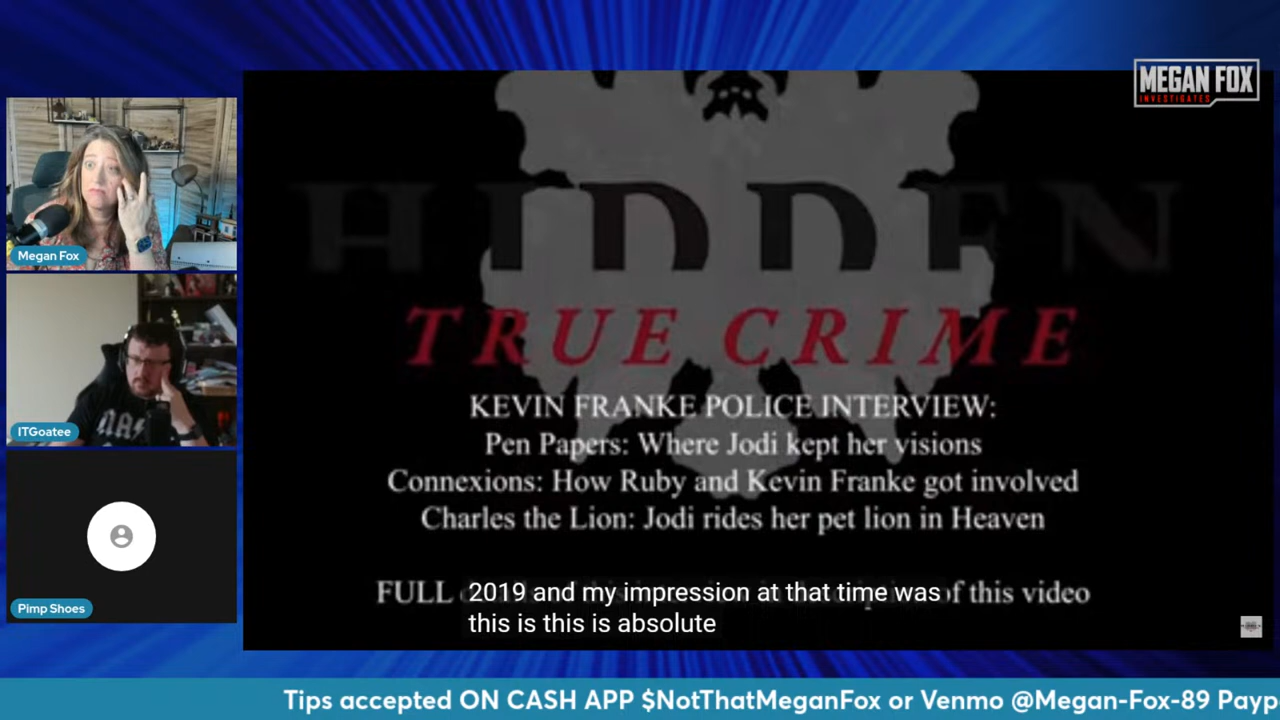 MEGAN FOX
INVESTIGATES
HIDDEN
TRUE CRIME
KEVIN FRANKE POLICE INTERVIEW:
Pen Papers: Where Jodi kept her visions
Connexions: How Ruby and Kevin Franke got involved
Charles the Lion: Jodi rides her pet lion in Heaven
FULL of this video
2019 and my impression at that time was
this is this is absolute
Megan Fox
ITGoatee
Pimp Shoes
Tips accepted ON CASH APP $NotThatMeganFox or Venmo @Megan-Fox-89 Payp